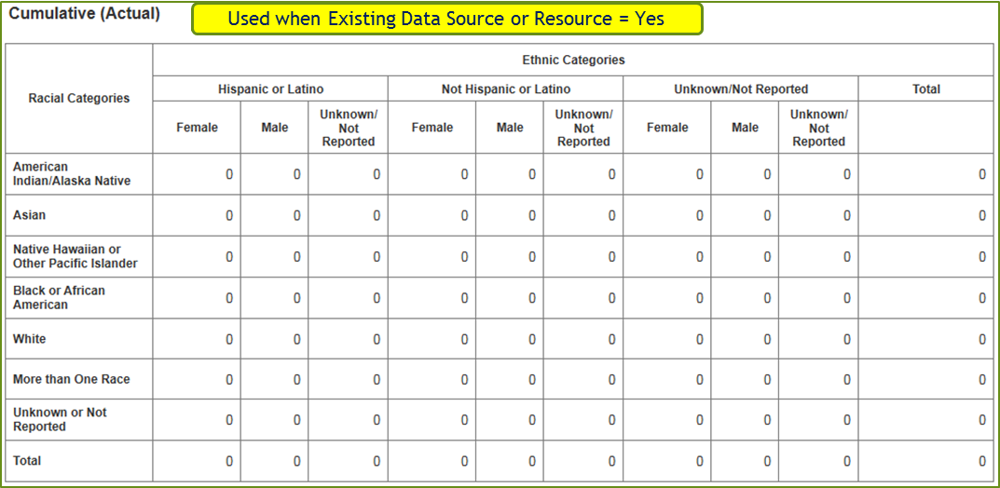 Cumulative (Actual)
Used when Existing Data Source or Resource = Yes
Racial Categories
Ethnic Categories
Hispanic or Latino Not Hispanic or Latino Unknown/Not Reported Total
Female Male Unknown/ Not Reported Female Male Unknown/ Not Reported Female Male Unknown/ Not Reported
American
Indian/Alaska Native 0 0 0 0 0 0 0 0 0 0
Asian 0 0 0 0 0 0 0 0 0 0
Native Hawaiian or
Other Pacific Islander 0 0 0 0 0 0 0 0 0 0
Black or African
American 0 0 0 0 0 0 0 0 0 0
White 0 0 0 0 0 0 0 0 0 0
More than One Race 0 0 0 0 0 0 0 0 0 0
Unknown or Not
Reported 0 0 0 0 0 0 0 0 0 0
Total 0 0 0 0 0 0 0 0 0 0